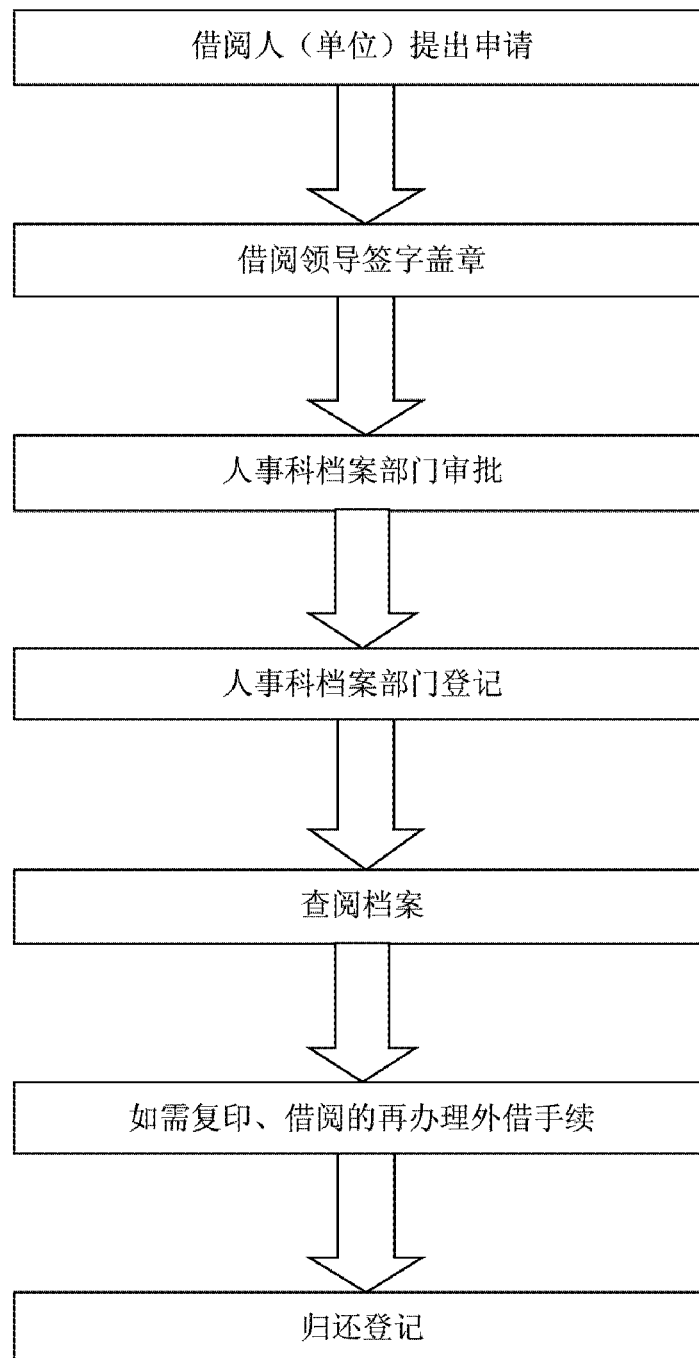 借阅人（单位）提出申请
借阅领导签字盖章
人事科档案部门审批
人事科档案部门登记
查阅档案
如需复印、借阅的再办理外借手续
归还登记